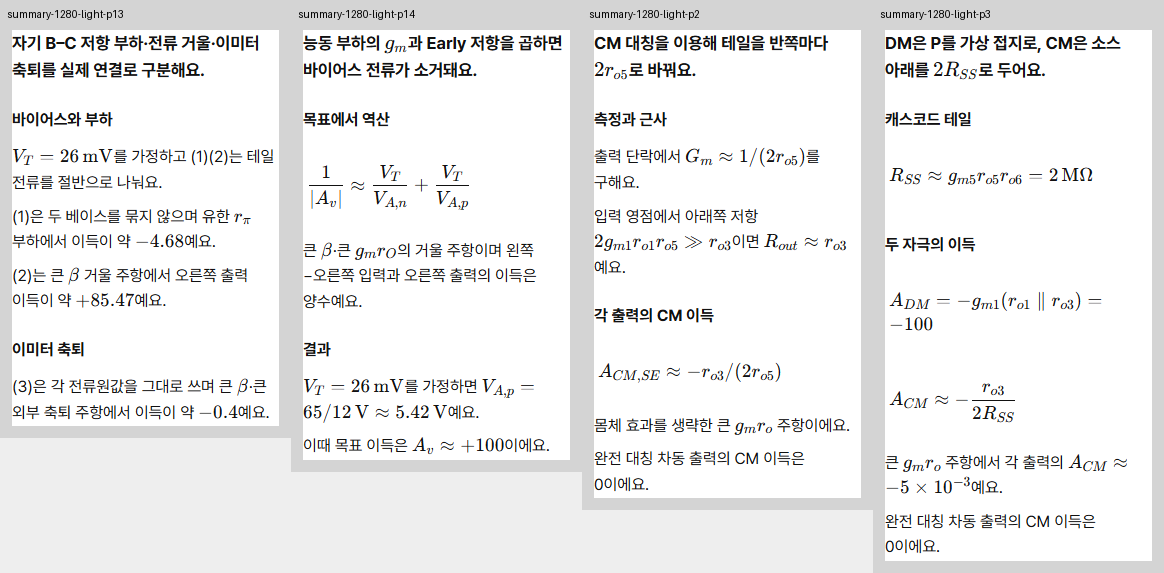 summary-1280-light-p13
자기 B–C 저항 부하·전류 거울·이미터
축퇴를 실제 연결로 구분해요.
바이어스와 부하
V_T = 26 mV를 가정하고 (1)(2)는 테일
전류를 절반으로 나눠요.
(1)은 두 베이스를 묶지 않으며 유한 r_π
부하에서 이득이 약 −4.68예요.
(2)는 큰 β 거울 주항에서 오른쪽 출력
이득이 약 +85.47예요.
이미터 축퇴
(3)은 각 전류원값을 그대로 쓰며 큰 β·큰
외부 축퇴 주항에서 이득이 약 −0.4예요.
summary-1280-light-p14
능동 부하의 g_m과 Early 저항을 곱하면
바이어스 전류가 소거돼요.
목표에서 역산
1/|A_v| ≈ V_T/V_{A,n} + V_T/V_{A,p}
큰 β·큰 g_m r_O의 거울 주항이며 왼쪽
–오른쪽 입력과 오른쪽 출력의 이득은
양수예요.
결과
V_T = 26 mV를 가정하면 V_{A,p} =
65/12 V ≈ 5.42 V예요.
이때 목표 이득은 A_v ≈ +100이에요.
summary-1280-light-p2
CM 대칭을 이용해 테일을 반쪽마다
2r_{o5}로 바꿔요.
측정과 근사
출력 단락에서 G_m ≈ 1/(2r_{o5})를
구해요.
입력 영점에서 아래쪽 저항
2g_{m1}r_{o1}r_{o5} ≫ r_{o3}이면 R_{out} ≈ r_{o3}
예요.
각 출력의 CM 이득
A_{CM,SE} ≈ −r_{o3}/(2r_{o5})
몸체 효과를 생략한 큰 g_m r_o 주항이에요.
완전 대칭 차동 출력의 CM 이득은
0이에요.
summary-1280-light-p3
DM은 P를 가상 접지로, CM은 소스
아래를 2R_{SS}로 두어요.
캐스코드 테일
R_{SS} ≈ g_{m5}r_{o5}r_{o6} = 2 MΩ
두 자극의 이득
A_{DM} = −g_{m1}(r_{o1} ∥ r_{o3}) =
−100
A_{CM} ≈ − r_{o3}/2R_{SS}
큰 g_m r_o 주항에서 각 출력의 A_{CM} ≈
−5 × 10^{−3}예요.
완전 대칭 차동 출력의 CM 이득은
0이에요.